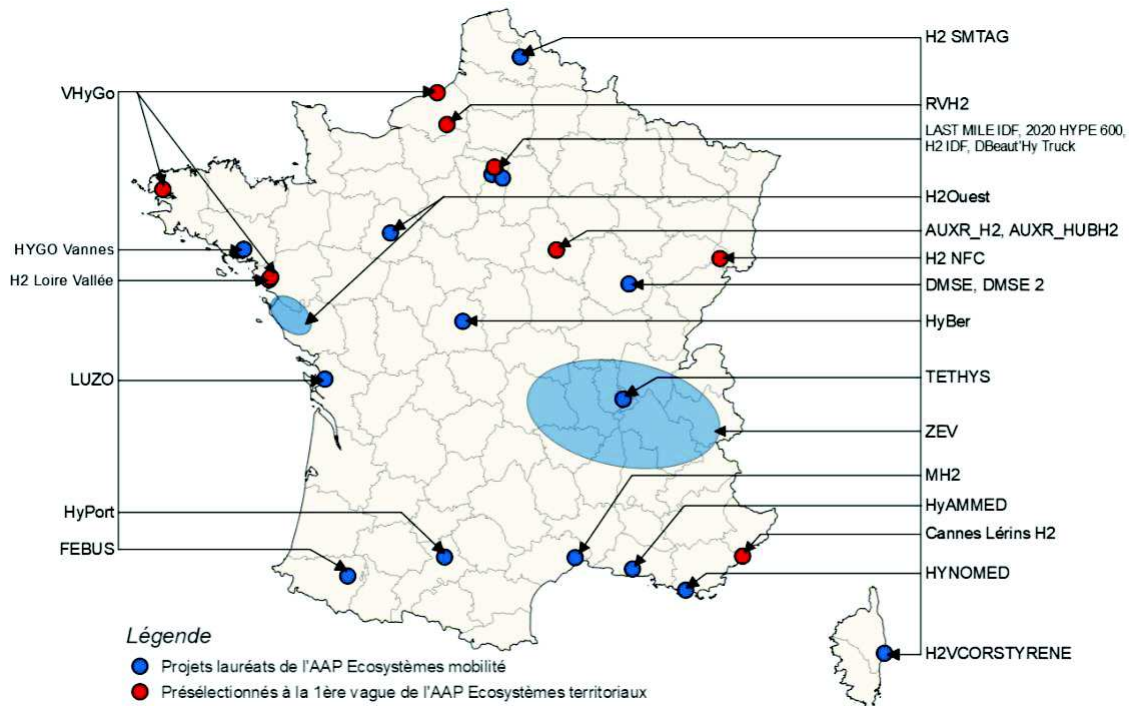 VHyGo
HYGO Vannes
H2 Loire Vallée
LUZO
HyPort
FEBUS
H2 SMTAG
RVH2
LAST MILE IDF, 2020 HYPE 600,
H2 IDF, DBeaut'Hy Truck
H2Ouest
AUXR_H2, AUXR_HUBH2
H2 NFC
DMSE, DMSE 2
HyBer
TETHYS
ZEV
MH2
HyAMMED
Cannes Lérins H2
HYNOMED
H2VCORSTYRENE
Légende
Projets lauréats de l'AAP Ecosystèmes mobilité
Présélectionnés à la 1ère vague de l'AAP Ecosystèmes territoriaux